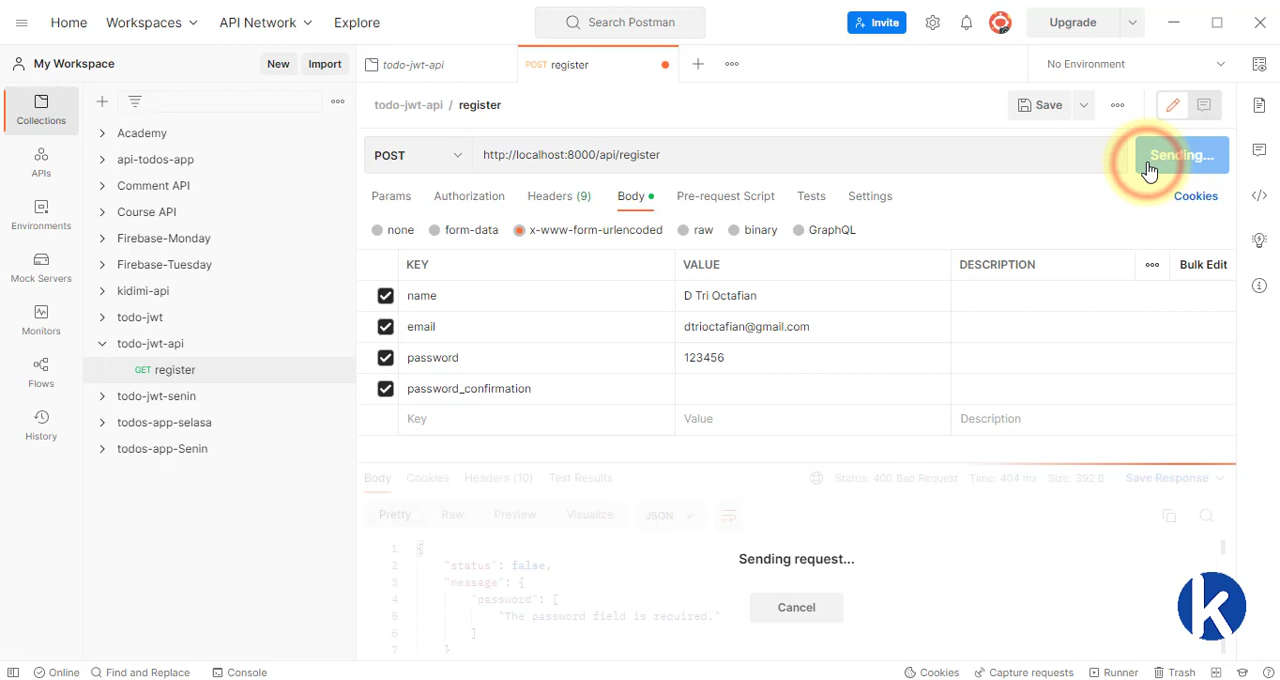 Home Workspaces API Network Explore Search Postman Invite Upgrade
My Workspace New Import todo-jwt-api POST register No Environment
Collections
APIs
Environments
Mock Servers
Monitors
Flows
History
Academy
api-todos-app
Comment API
Course API
Firebase-Monday
Firebase-Tuesday
kidimi-api
todo-jwt
todo-jwt-api
GET register
todo-jwt-senin
todos-app-selasa
todos-app-Senin
todo-jwt-api / register Save
POST http://localhost:8000/api/register Sending...
Params Authorization Headers (9) Body Pre-request Script Tests Settings Cookies
none form-data x-www-form-urlencoded raw binary GraphQL
KEY VALUE DESCRIPTION Bulk Edit
name D Tri Octafian
email dtrioctafian@gmail.com
password 123456
password_confirmation
Key Value Description
Body Cookies Headers (10) Test Results Status: 400 Bad Request Time: 404 ms Size: 392 B Save Response
Pretty Raw Preview Visualize JSON
1 {
2 "status": false,
3 "message": {
4 "password": [
5 "The password field is required."
6 ]
7 }
Sending request...
Cancel
K
Online Find and Replace Console Cookies Capture requests Runner Trash